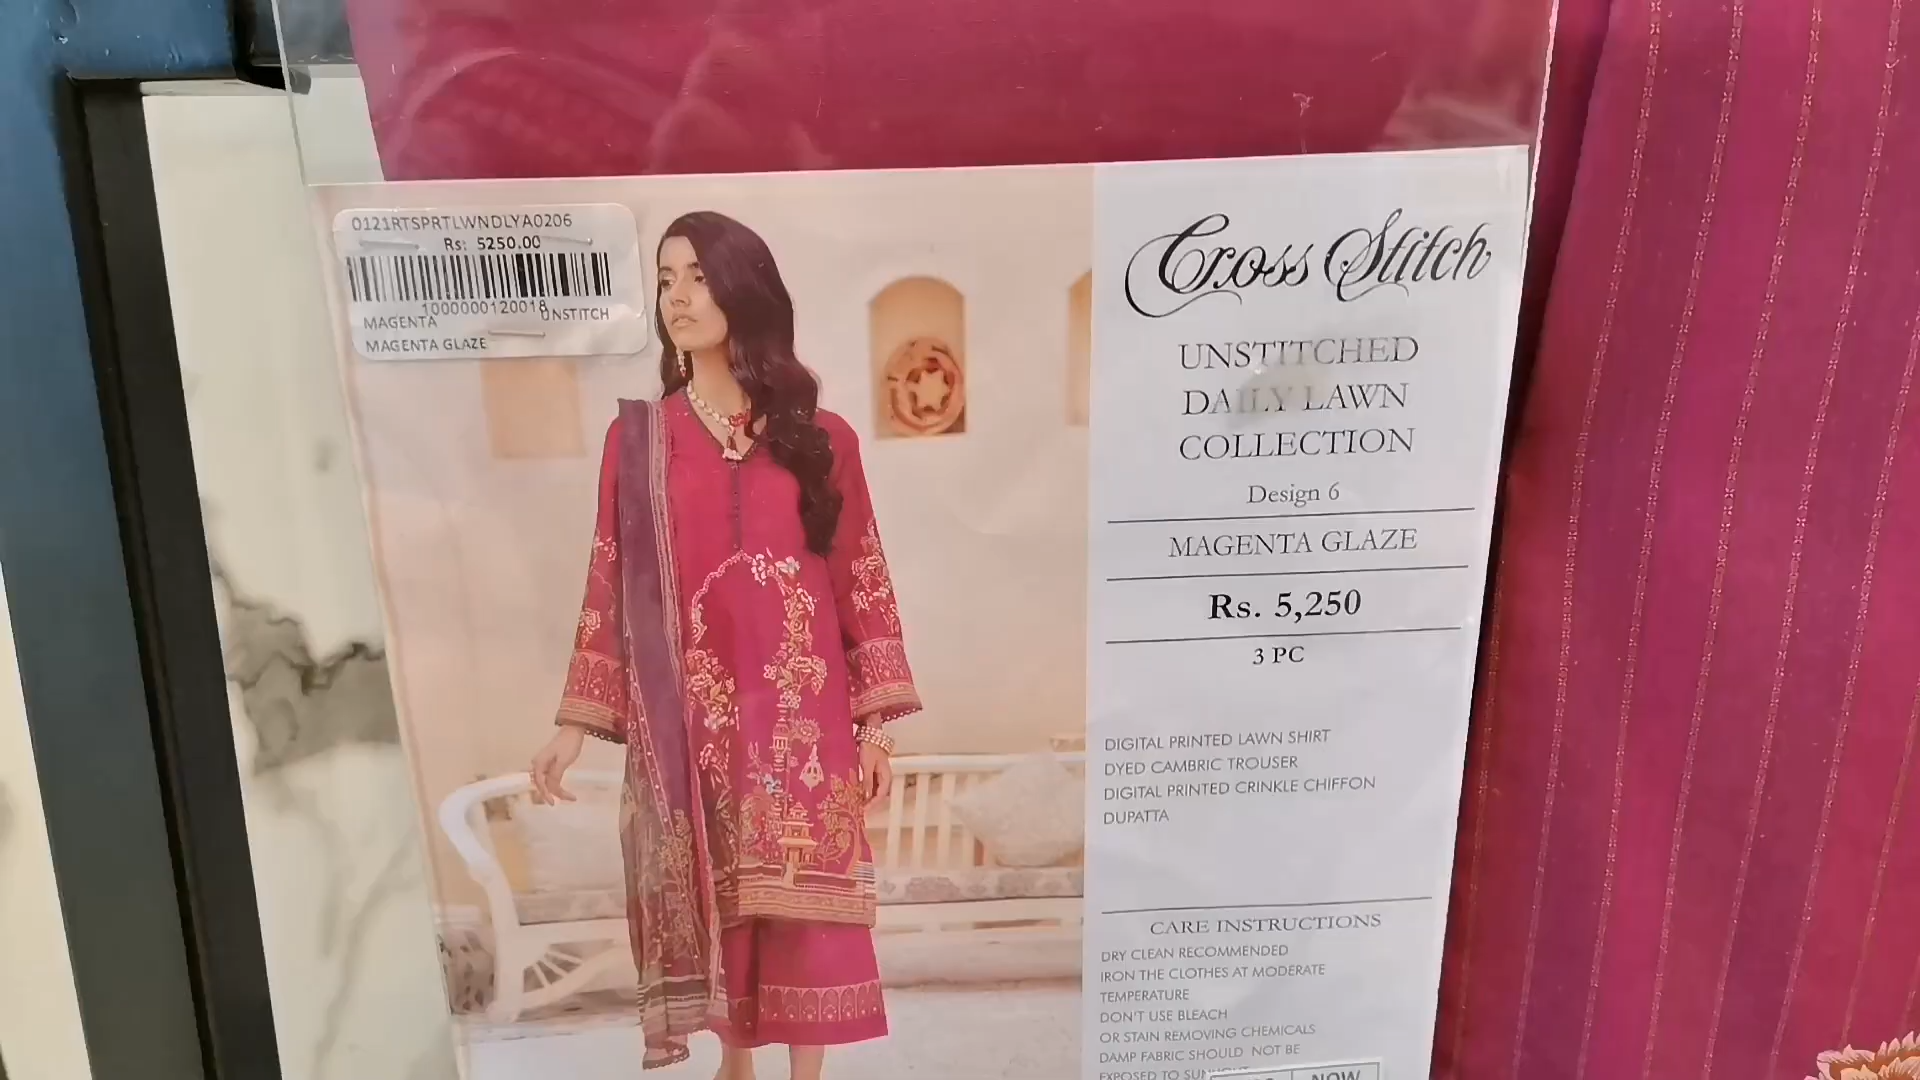 0121RTSPRTLWNDLYA0206
Rs: 5250.00
1000000120018
MAGENTA
UNSTITCH
MAGENTA GLAZE
Cross Stitch
UNSTITCHED
DAILY LAWN
COLLECTION
Design 6
MAGENTA GLAZE
Rs. 5,250
3 PC
DIGITAL PRINTED LAWN SHIRT
DYED CAMBRIC TROUSER
DIGITAL PRINTED CRINKLE CHIFFON
DUPATTA
CARE INSTRUCTIONS
DRY CLEAN RECOMMENDED
IRON THE CLOTHES AT MODERATE
TEMPERATURE
DON'T USE BLEACH
OR STAIN REMOVING CHEMICALS
DAMP FABRIC SHOULD NOT BE
EXPOSED TO
NOW